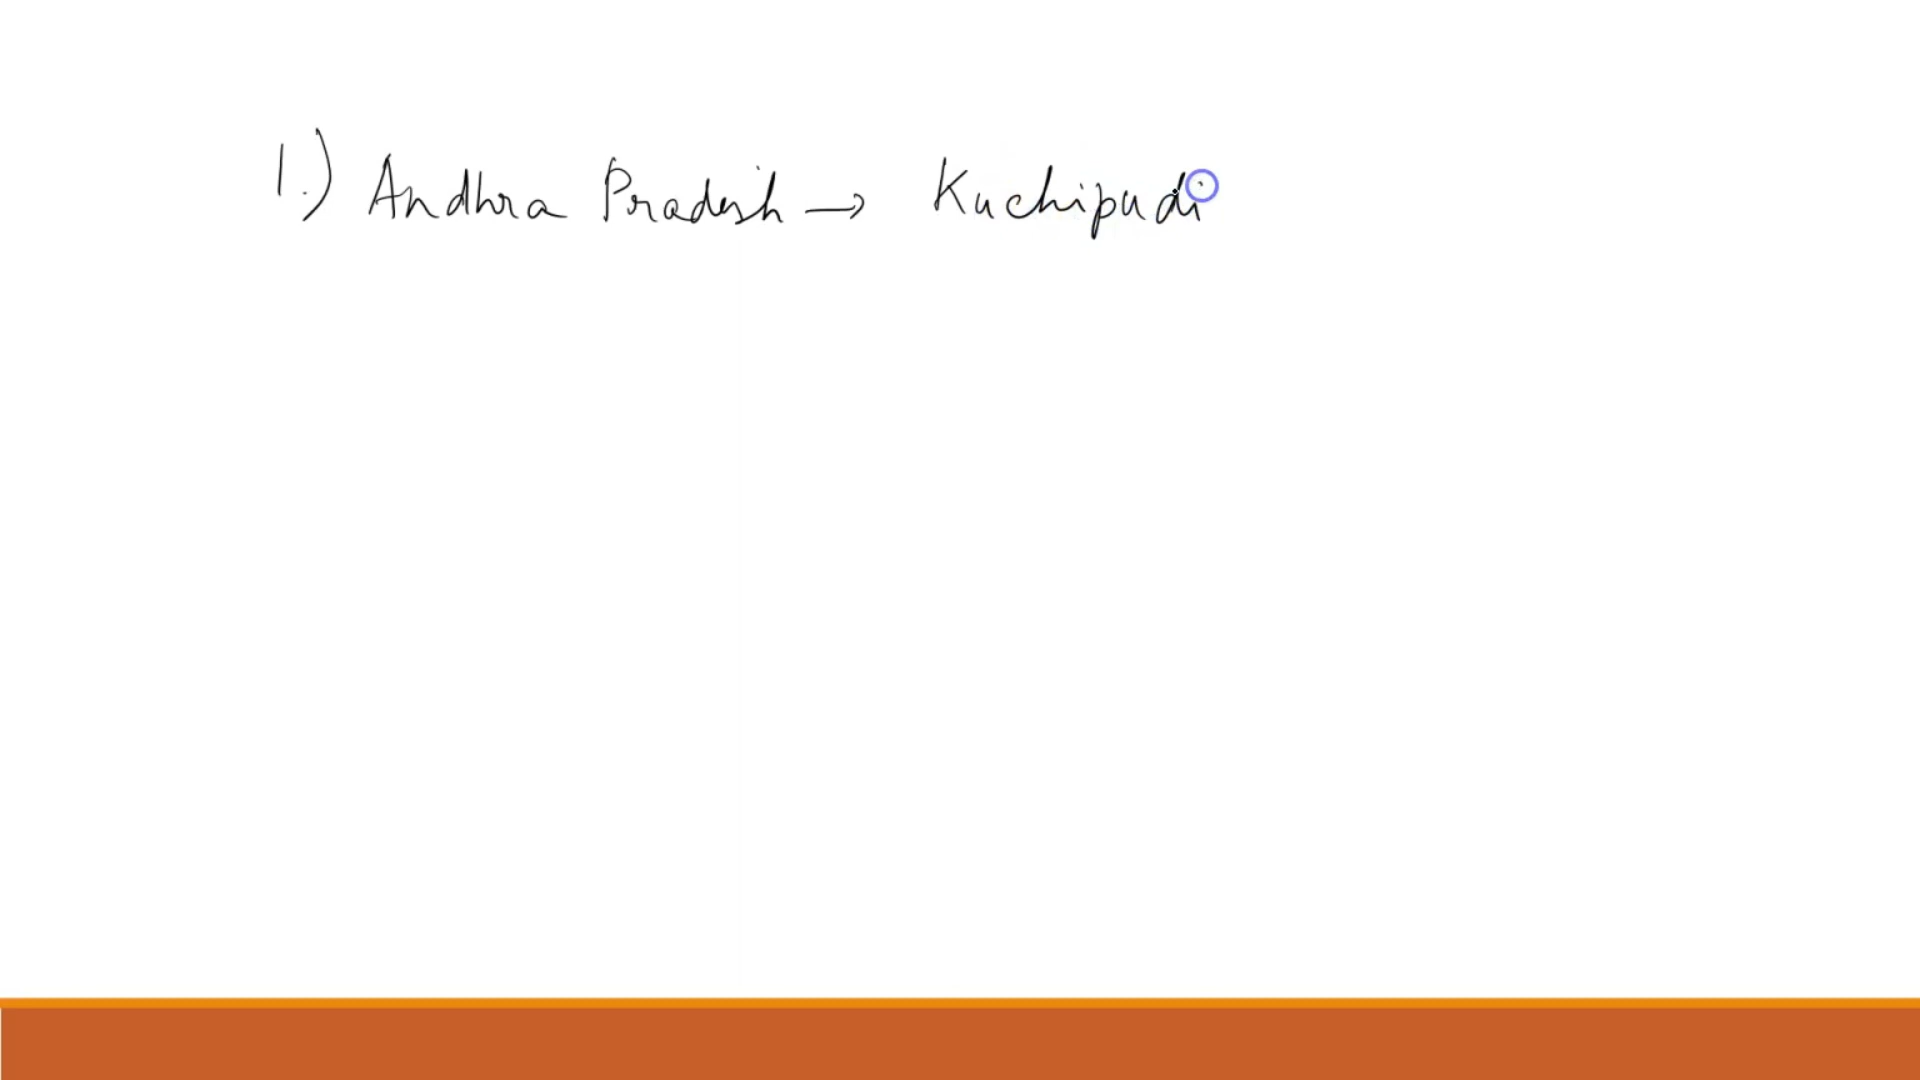 1.) Andhra Pradesh → Kuchipudi